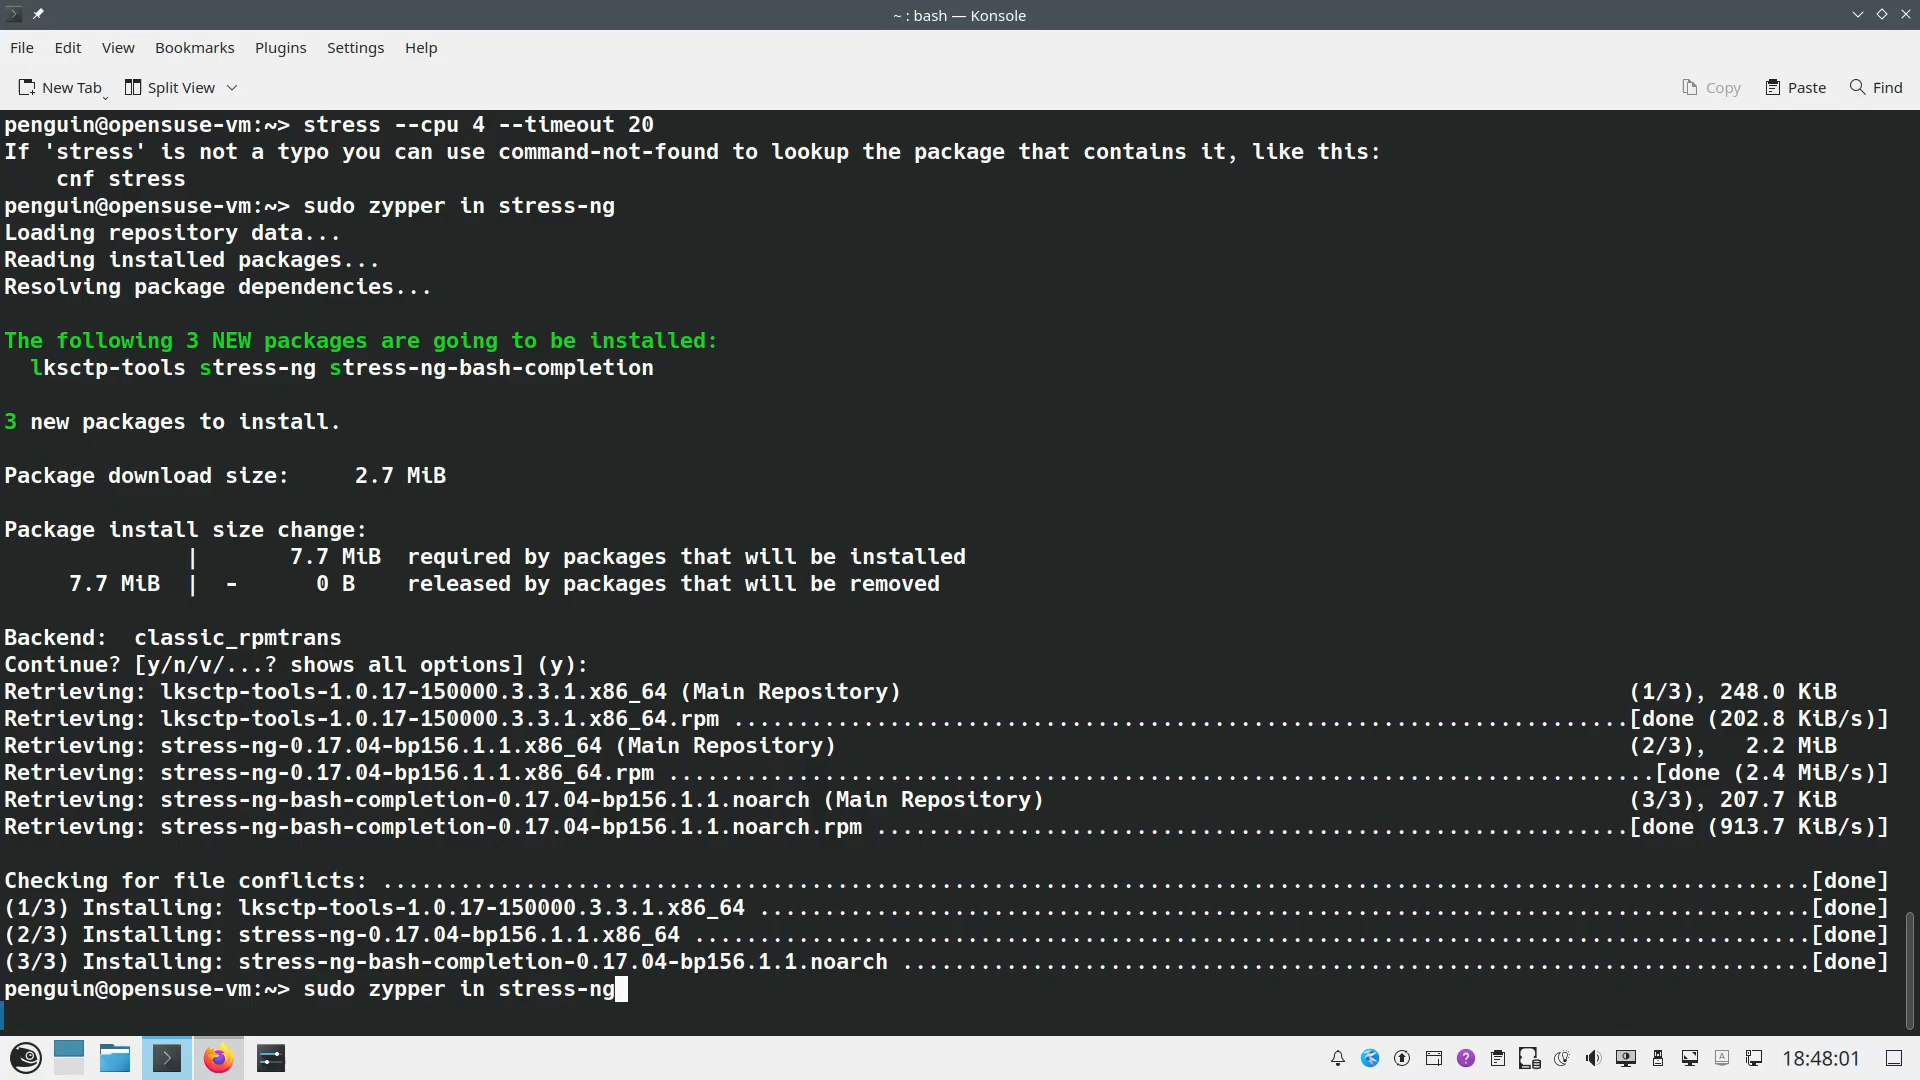 ~ : bash — Konsole
File Edit View Bookmarks Plugins Settings Help
New Tab Split View Copy Paste Find
penguin@opensuse-vm:~> stress --cpu 4 --timeout 20
If 'stress' is not a typo you can use command-not-found to lookup the package that contains it, like this:
    cnf stress
penguin@opensuse-vm:~> sudo zypper in stress-ng
Loading repository data...
Reading installed packages...
Resolving package dependencies...
The following 3 NEW packages are going to be installed:
  lksctp-tools stress-ng stress-ng-bash-completion
3 new packages to install.
Package download size:     2.7 MiB
Package install size change:
              |       7.7 MiB  required by packages that will be installed
     7.7 MiB  |  -      0 B    released by packages that will be removed
Backend:  classic_rpmtrans
Continue? [y/n/v/...? shows all options] (y):
Retrieving: lksctp-tools-1.0.17-150000.3.3.1.x86_64 (Main Repository) (1/3), 248.0 KiB
Retrieving: lksctp-tools-1.0.17-150000.3.3.1.x86_64.rpm .....................................................................[done (202.8 KiB/s)]
Retrieving: stress-ng-0.17.04-bp156.1.1.x86_64 (Main Repository) (2/3),   2.2 MiB
Retrieving: stress-ng-0.17.04-bp156.1.1.x86_64.rpm ............................................................................[done (2.4 MiB/s)]
Retrieving: stress-ng-bash-completion-0.17.04-bp156.1.1.noarch (Main Repository) (3/3), 207.7 KiB
Retrieving: stress-ng-bash-completion-0.17.04-bp156.1.1.noarch.rpm ..........................................................[done (913.7 KiB/s)]
Checking for file conflicts: ..............................................................................................................[done]
(1/3) Installing: lksctp-tools-1.0.17-150000.3.3.1.x86_64 .................................................................................[done]
(2/3) Installing: stress-ng-0.17.04-bp156.1.1.x86_64 ......................................................................................[done]
(3/3) Installing: stress-ng-bash-completion-0.17.04-bp156.1.1.noarch ......................................................................[done]
penguin@opensuse-vm:~> sudo zypper in stress-ng
18:48:01